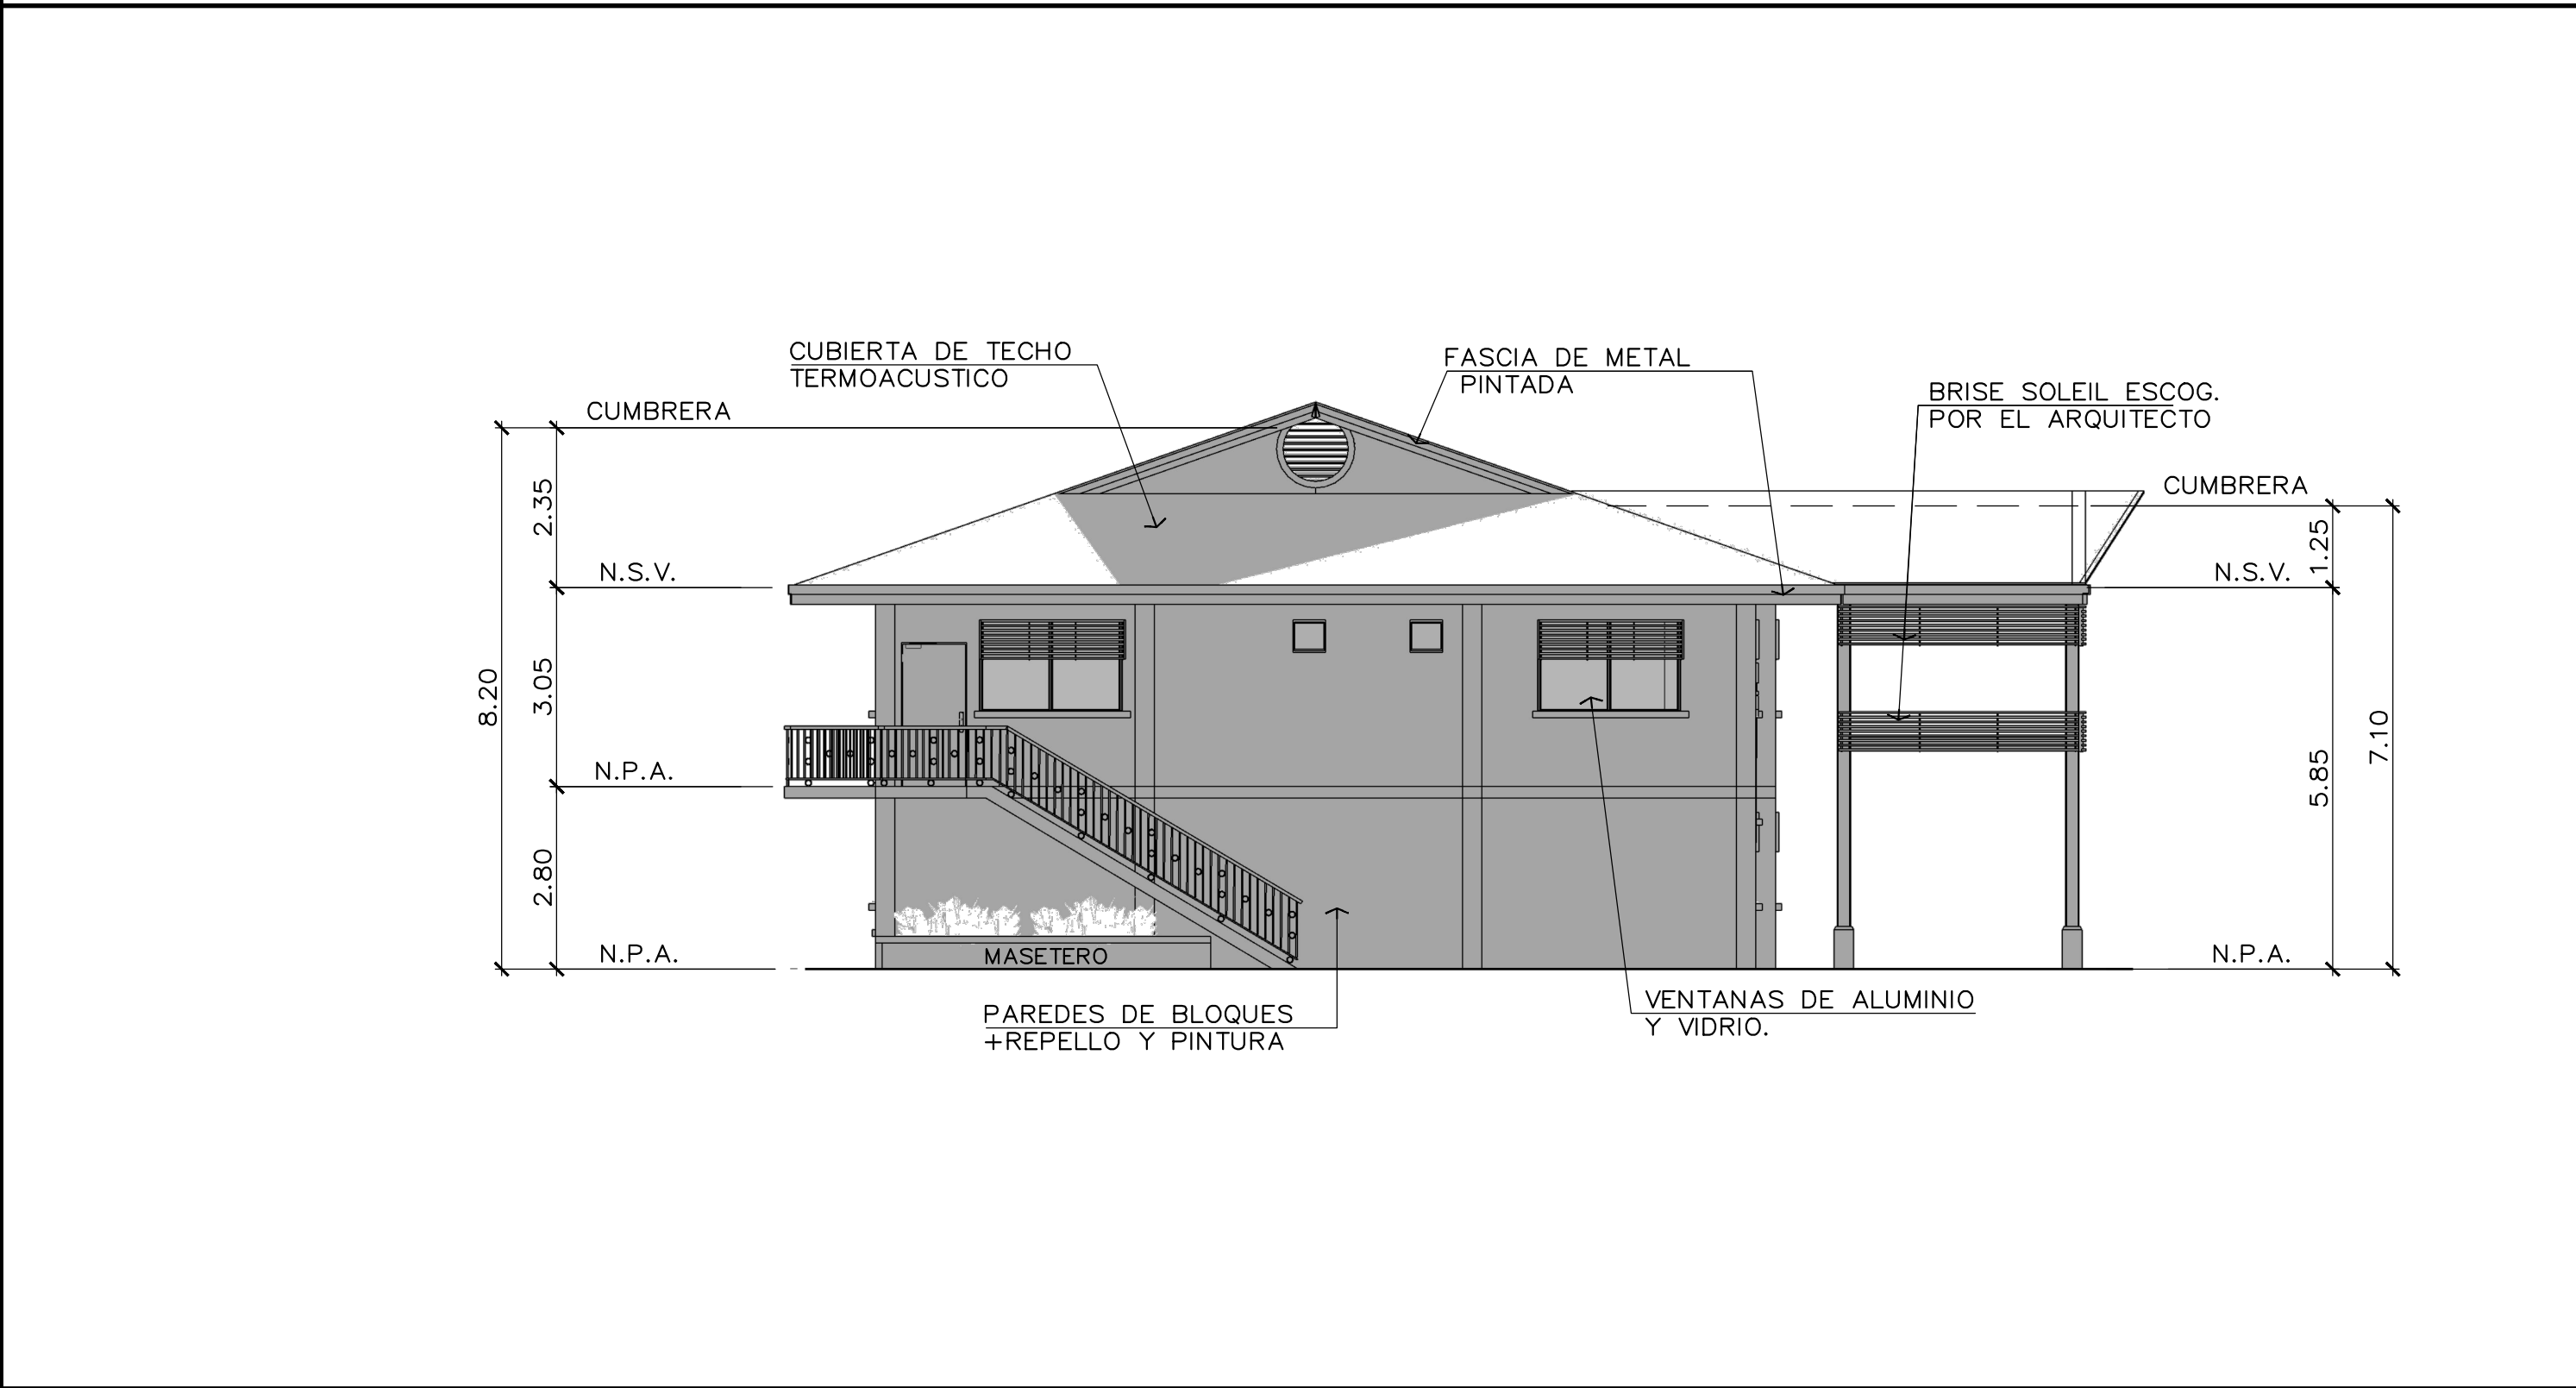 CUBIERTA DE TECHO
TERMOACUSTICO
FASCIA DE METAL
PINTADA
BRISE SOLEIL ESCOG.
POR EL ARQUITECTO
CUMBRERA
CUMBRERA
2.35
1.25
N.S.V.
N.S.V.
8.20
3.05
7.10
N.P.A.
5.85
2.80
N.P.A.
MASETERO
N.P.A.
PAREDES DE BLOQUES
+REPELLO Y PINTURA
VENTANAS DE ALUMINIO
Y VIDRIO.